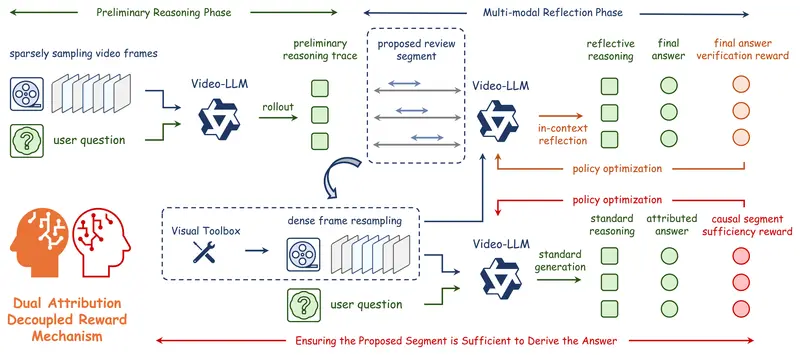 Preliminary Reasoning Phase
Multi-modal Reflection Phase
sparsely sampling video frames
Video-LLM
user question
rollout
preliminary
reasoning trace
proposed review
segment
Video-LLM
in-context
reflection
reflective
reasoning
final
answer
final answer
verification reward
policy optimization
Visual Toolbox
dense frame resampling
user question
Video-LLM
standard
generation
policy optimization
standard
reasoning
attributed
answer
causal segment
sufficiency reward
Dual Attribution
Decoupled Reward
Mechanism
Ensuring the Proposed Segment is Sufficient to Derive the Answer